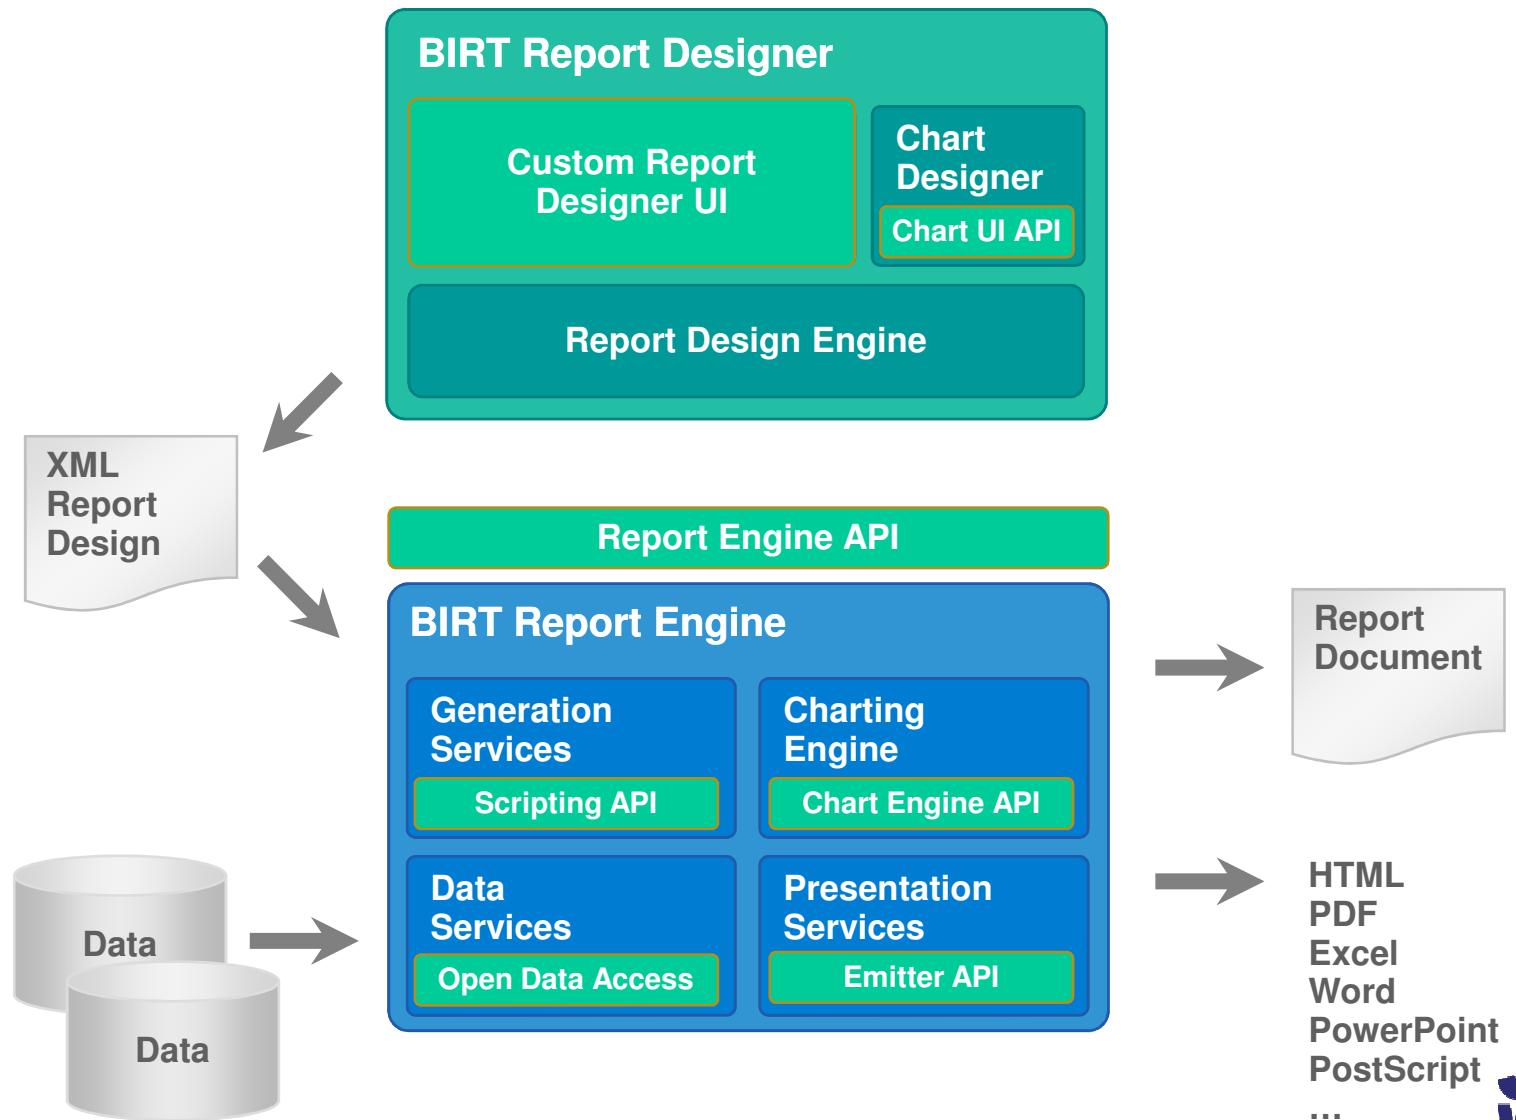 BIRT Report Designer
Custom Report
Designer UI
Chart
Designer
Chart UI API
Report Design Engine
XML
Report
Design
Report Engine API
BIRT Report Engine
Generation
Services
Scripting API
Charting
Engine
Chart Engine API
Data
Services
Open Data Access
Presentation
Services
Emitter API
Report
Document
Data
Data
HTML
PDF
Excel
Word
PowerPoint
PostScript
...